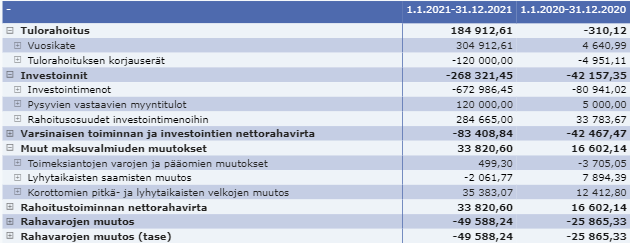 - 1.1.2021-31.12.2021 1.1.2020-31.12.2020
Tulorahoitus 184 912,61 -310,12
Vuosikate 304 912,61 4 640,99
Tulorahoituksen korjauserät -120 000,00 -4 951,11
Investoinnit -268 321,45 -42 157,35
Investointimenot -672 986,45 -80 941,02
Pysyvien vastaavien myyntitulot 120 000,00 5 000,00
Rahoitusosuudet investointimenoihin 284 665,00 33 783,67
Varsinaisen toiminnan ja investointien nettorahavirta -83 408,84 -42 467,47
Muut maksuvalmiuden muutokset 33 820,60 16 602,14
Toimeksiantojen varojen ja pääomien muutokset 499,30 -3 705,05
Lyhytaikaisten saamisten muutos -2 061,77 7 894,39
Korottomien pitkä- ja lyhytaikaisten velkojen muutos 35 383,07 12 412,80
Rahoitustoiminnan nettorahavirta 33 820,60 16 602,14
Rahavarojen muutos -49 588,24 -25 865,33
Rahavarojen muutos (tase) -49 588,24 -25 865,33